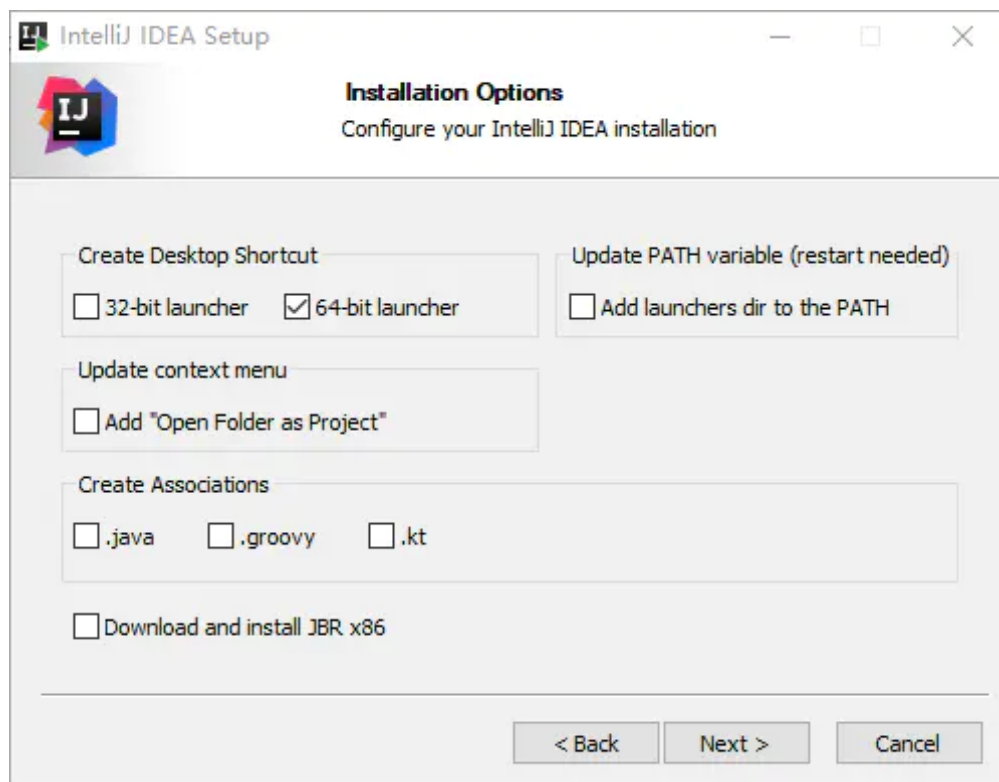 IntelliJ IDEA Setup
IJ
Installation Options
Configure your IntelliJ IDEA installation
Create Desktop Shortcut
32-bit launcher 64-bit launcher
Update PATH variable (restart needed)
Add launchers dir to the PATH
Update context menu
Add "Open Folder as Project"
Create Associations
.java .groovy .kt
Download and install JBR x86
< Back Next > Cancel